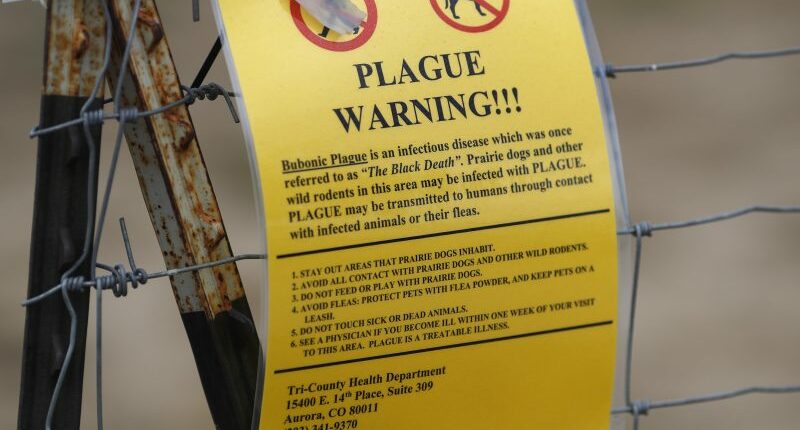 PLAGUE
WARNING!!!
Bubonic Plague is an infectious disease which was once
referred to as “The Black Death”. Prairie dogs and other
wild rodents in this area may be infected with PLAGUE.
PLAGUE may be transmitted to humans through contact
with infected animals or their fleas.
1. STAY OUT AREAS THAT PRAIRIE DOGS INHABIT.
2. AVOID ALL CONTACT WITH PRAIRIE DOGS AND OTHER WILD RODENTS.
3. DO NOT FEED OR PLAY WITH PRAIRIE DOGS.
4. AVOID FLEAS: PROTECT PETS WITH FLEA POWDER, AND KEEP PETS ON A
LEASH.
5. DO NOT TOUCH SICK OR DEAD ANIMALS.
6. SEE A PHYSICIAN IF YOU BECOME ILL WITHIN ONE WEEK OF YOUR VISIT
TO THIS AREA. PLAGUE IS A TREATABLE ILLNESS.
Tri-County Health Department
15400 E. 14th Place, Suite 309
Aurora, CO 80011
341-9370